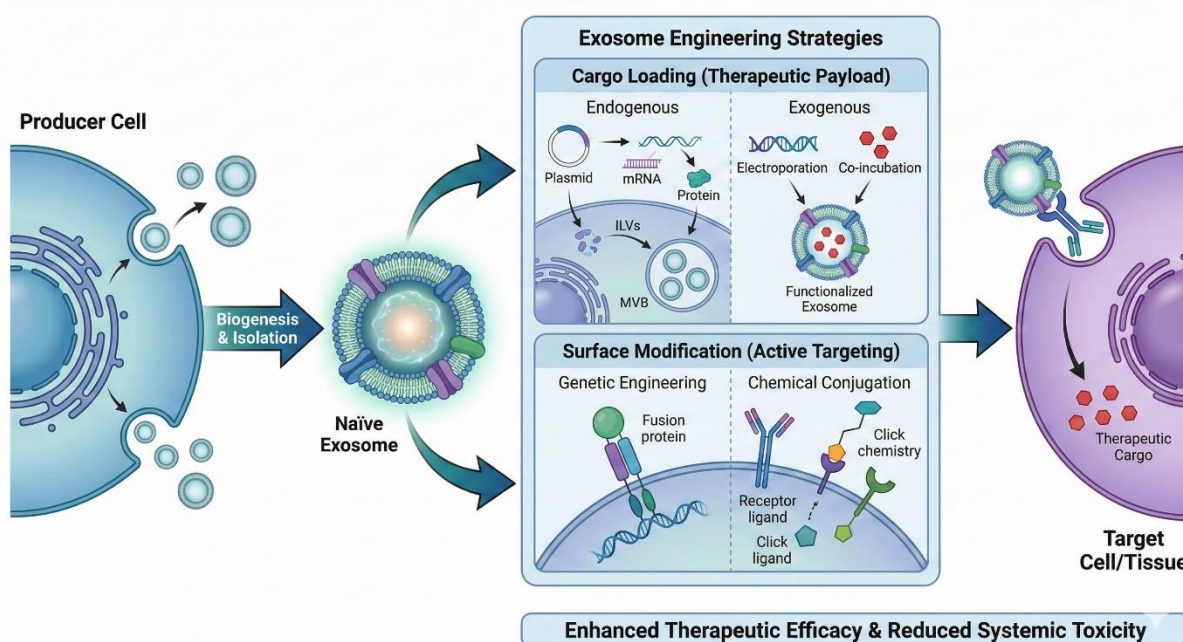 Exosome Engineering Strategies
Cargo Loading (Therapeutic Payload)
Endogenous
Exogenous
Plasmid
mRNA
Protein
ILVs
MVB
Electroporation
Co-incubation
Functionalized
Exosome
Producer Cell
Biogenesis
& Isolation
Naïve
Exosome
Surface Modification (Active Targeting)
Genetic Engineering
Chemical Conjugation
Fusion
protein
Click
chemistry
Receptor
ligand
Click
ligand
Therapeutic
Cargo
Target
Cell/Tissue
Enhanced Therapeutic Efficacy & Reduced Systemic Toxicity